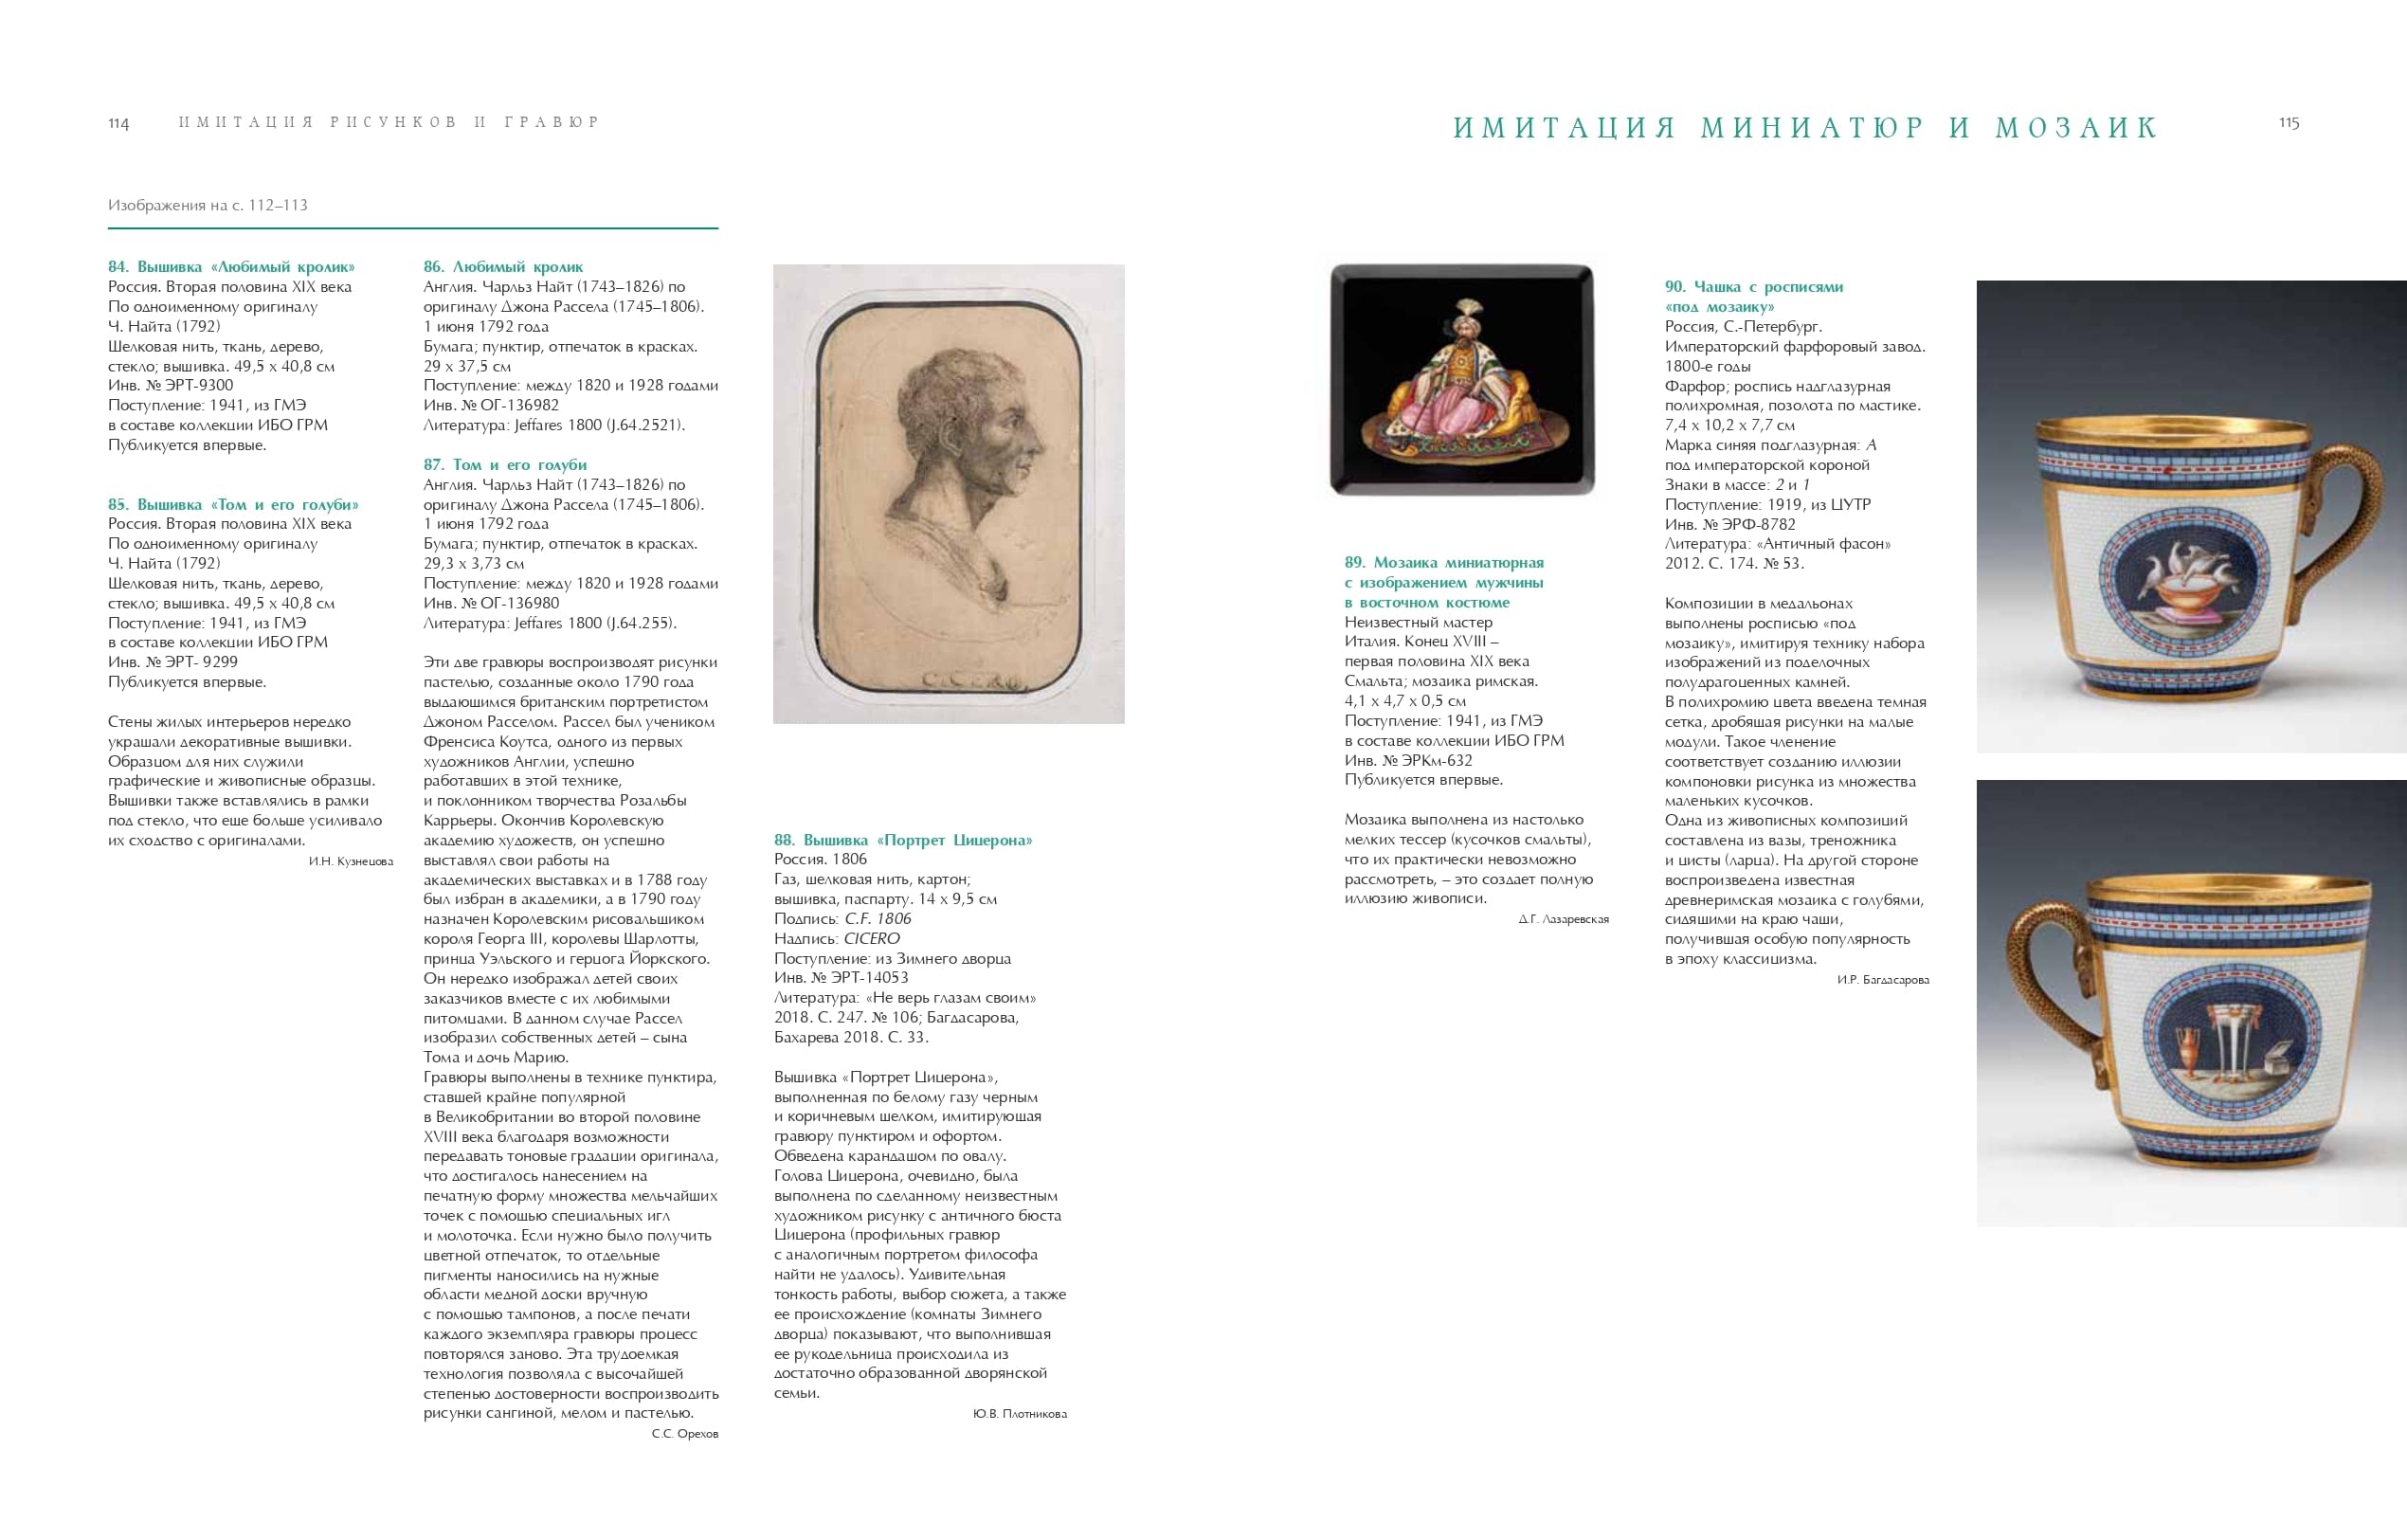 114
ИМИТАЦИЯ РИСУНКОВ И ГРАВЮР
Изображения на с. 112–113
84. Вышивка «Любимый кролик»
Россия. Вторая половина XIX века
По одноименному оригиналу
Ч. Найта (1792)
Шелковая нить, ткань, дерево,
стекло; вышивка. 49,5 x 40,8 см
Инв. № ЭРТ-9300
Поступление: 1941, из ГМЭ
в составе коллекции ИБО ГРМ
Публикуется впервые.
85. Вышивка «Том и его голуби»
Россия. Вторая половина XIX века
По одноименному оригиналу
Ч. Найта (1792)
Шелковая нить, ткань, дерево,
стекло; вышивка. 49,5 x 40,8 см
Поступление: 1941, из ГМЭ
в составе коллекции ИБО ГРМ
Инв. № ЭРТ- 9299
Публикуется впервые.
Стены жилых интерьеров нередко
украшали декоративные вышивки.
Образцом для них служили
графические и живописные образцы.
Вышивки также вставлялись в рамки
под стекло, что еще больше усиливало
их сходство с оригиналами.
И.Н. Кузнецова
86. Любимый кролик
Англия. Чарльз Найт (1743–1826) по
оригиналу Джона Рассела (1745–1806).
1 июня 1792 года
Бумага; пунктир, отпечаток в красках.
29 x 37,5 см
Поступление: между 1820 и 1928 годами
Инв. № ОГ-136982
Литература: Jeffares 1800 (J.64.2521).
87. Том и его голуби
Англия. Чарльз Найт (1743–1826) по
оригиналу Джона Рассела (1745–1806).
1 июня 1792 года
Бумага; пунктир, отпечаток в красках.
29,3 x 3,73 см
Поступление: между 1820 и 1928 годами
Инв. № ОГ-136980
Литература: Jeffares 1800 (J.64.255).
Эти две гравюры воспроизводят рисунки
пастелью, созданные около 1790 года
выдающимся британским портретистом
Джоном Расселом. Рассел был учеником
Френсиса Коутса, одного из первых
художников Англии, успешно
работавших в этой технике,
и поклонником творчества Розальбы
Каррьеры. Окончив Королевскую
академию художеств, он успешно
выставлял свои работы на
академических выставках и в 1788 году
был избран в академики, а в 1790 году
назначен Королевским рисовальщиком
короля Георга III, королевы Шарлотты,
принца Уэльского и герцога Йоркского.
Он нередко изображал детей своих
заказчиков вместе с их любимыми
питомцами. В данном случае Рассел
изобразил собственных детей – сына
Тома и дочь Марию.
Гравюры выполнены в технике пунктира,
ставшей крайне популярной
в Великобритании во второй половине
XVIII века благодаря возможности
передавать тоновые градации оригинала,
что достигалось нанесением на
печатную форму множества мельчайших
точек с помощью специальных игл
и молоточка. Если нужно было получить
цветной отпечаток, то отдельные
пигменты наносились на нужные
области медной доски вручную
с помощью тампонов, а после печати
каждого экземпляра гравюры процесс
повторялся заново. Эта трудоемкая
технология позволяла с высочайшей
степенью достоверности воспроизводить
рисунки сангиной, мелом и пастелью.
С.С. Орехов
CICERO
88. Вышивка «Портрет Цицерона»
Россия. 1806
Газ, шелковая нить, картон;
вышивка, паспарту. 14 x 9,5 см
Подпись: C.F. 1806
Надпись: CICERO
Поступление: из Зимнего дворца
Инв. № ЭРТ-14053
Литература: «Не верь глазам своим»
2018. С. 247. № 106; Багдасарова,
Бахарева 2018. С. 33.
Вышивка «Портрет Цицерона»,
выполненная по белому газу черным
и коричневым шелком, имитирующая
гравюру пунктиром и офортом.
Обведена карандашом по овалу.
Голова Цицерона, очевидно, была
выполнена по сделанному неизвестным
художником рисунку с античного бюста
Цицерона (профильных гравюр
с аналогичным портретом философа
найти не удалось). Удивительная
тонкость работы, выбор сюжета, а также
ее происхождение (комнаты Зимнего
дворца) показывают, что выполнившая
ее рукодельница происходила из
достаточно образованной дворянской
семьи.
Ю.В. Плотникова
ИМИТАЦИЯ МИНИАТЮР И МОЗАИК
115
89. Мозаика миниатюрная
с изображением мужчины
в восточном костюме
Неизвестный мастер
Италия. Конец XVIII –
первая половина XIX века
Смальта; мозаика римская.
4,1 x 4,7 x 0,5 см
Поступление: 1941, из ГМЭ
в составе коллекции ИБО ГРМ
Инв. № ЭРКм-632
Публикуется впервые.
Мозаика выполнена из настолько
мелких тессер (кусочков смальты),
что их практически невозможно
рассмотреть, – это создает полную
иллюзию живописи.
Д.Г. Лазаревская
90. Чашка с росписями
«под мозаику»
Россия, С.-Петербург.
Императорский фарфоровый завод.
1800-е годы
Фарфор; роспись надглазурная
полихромная, позолота по мастике.
7,4 x 10,2 x 7,7 см
Марка синяя подглазурная: А
под императорской короной
Знаки в массе: 2 и 1
Поступление: 1919, из ЦУТР
Инв. № ЭРФ-8782
Литература: «Античный фасон»
2012. С. 174. № 53.
Композиции в медальонах
выполнены росписью «под
мозаику», имитируя технику набора
изображений из поделочных
полудрагоценных камней.
В полихромию цвета введена темная
сетка, дробящая рисунки на малые
модули. Такое членение
соответствует созданию иллюзии
компоновки рисунка из множества
маленьких кусочков.
Одна из живописных композиций
составлена из вазы, треножника
и цисты (ларца). На другой стороне
воспроизведена известная
древнеримская мозаика с голубями,
сидящими на краю чаши,
получившая особую популярность
в эпоху классицизма.
И.Р. Багдасарова